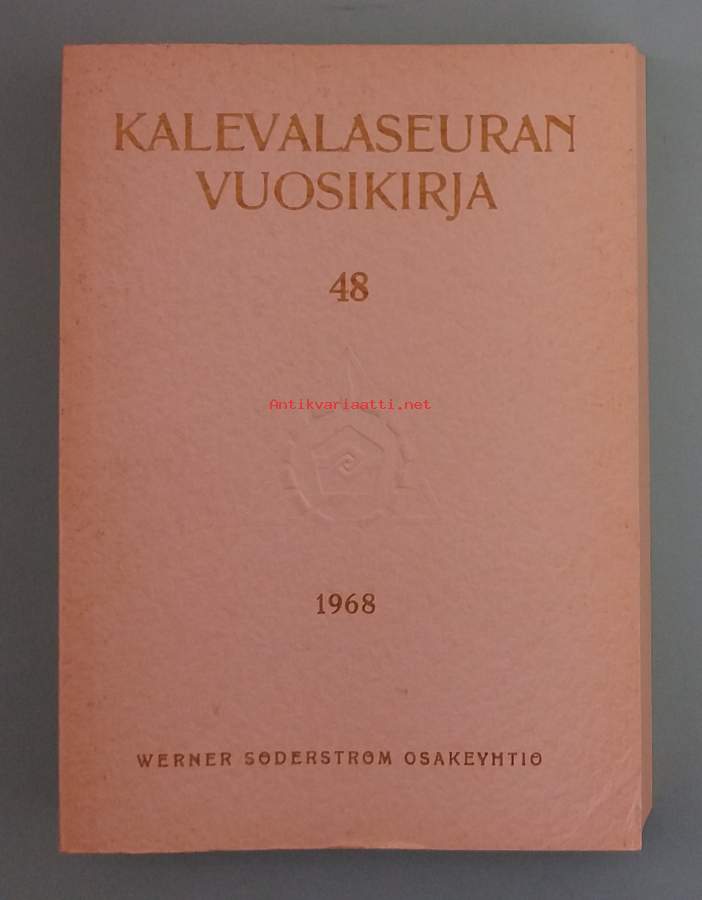 KALEVALASEURAN
VUOSIKIRJA
48
Antikvariaatti.net
1968
WERNER SÖDERSTRÖM OSAKEYHTIÖ